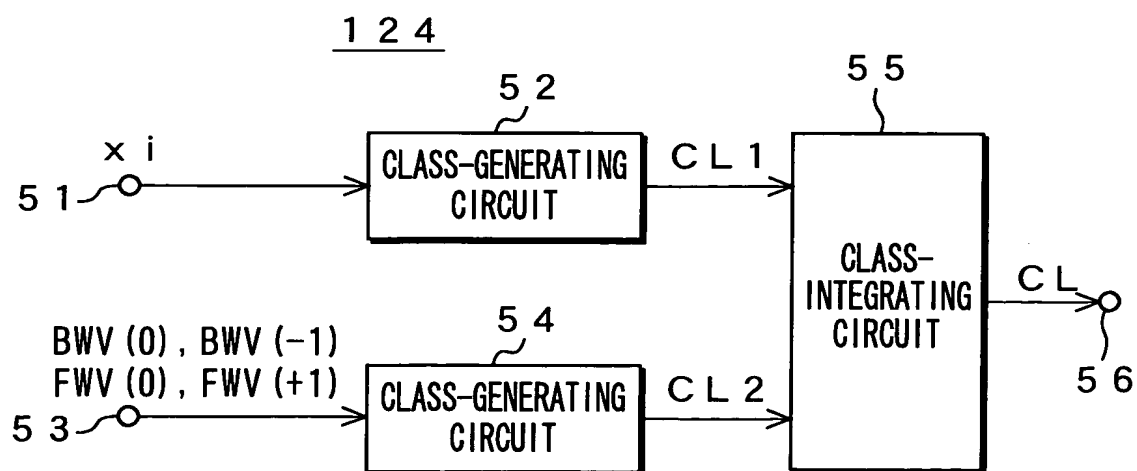 124
55
52
xi
CLASS-GENERATING
CIRCUIT
CL1
51
CLASS-
INTEGRATING
CIRCUIT
CL
54
BWV(0), BWV(-1)
FWV(0), FWV(+1)
CLASS-GENERATING
CIRCUIT
CL2
56
53